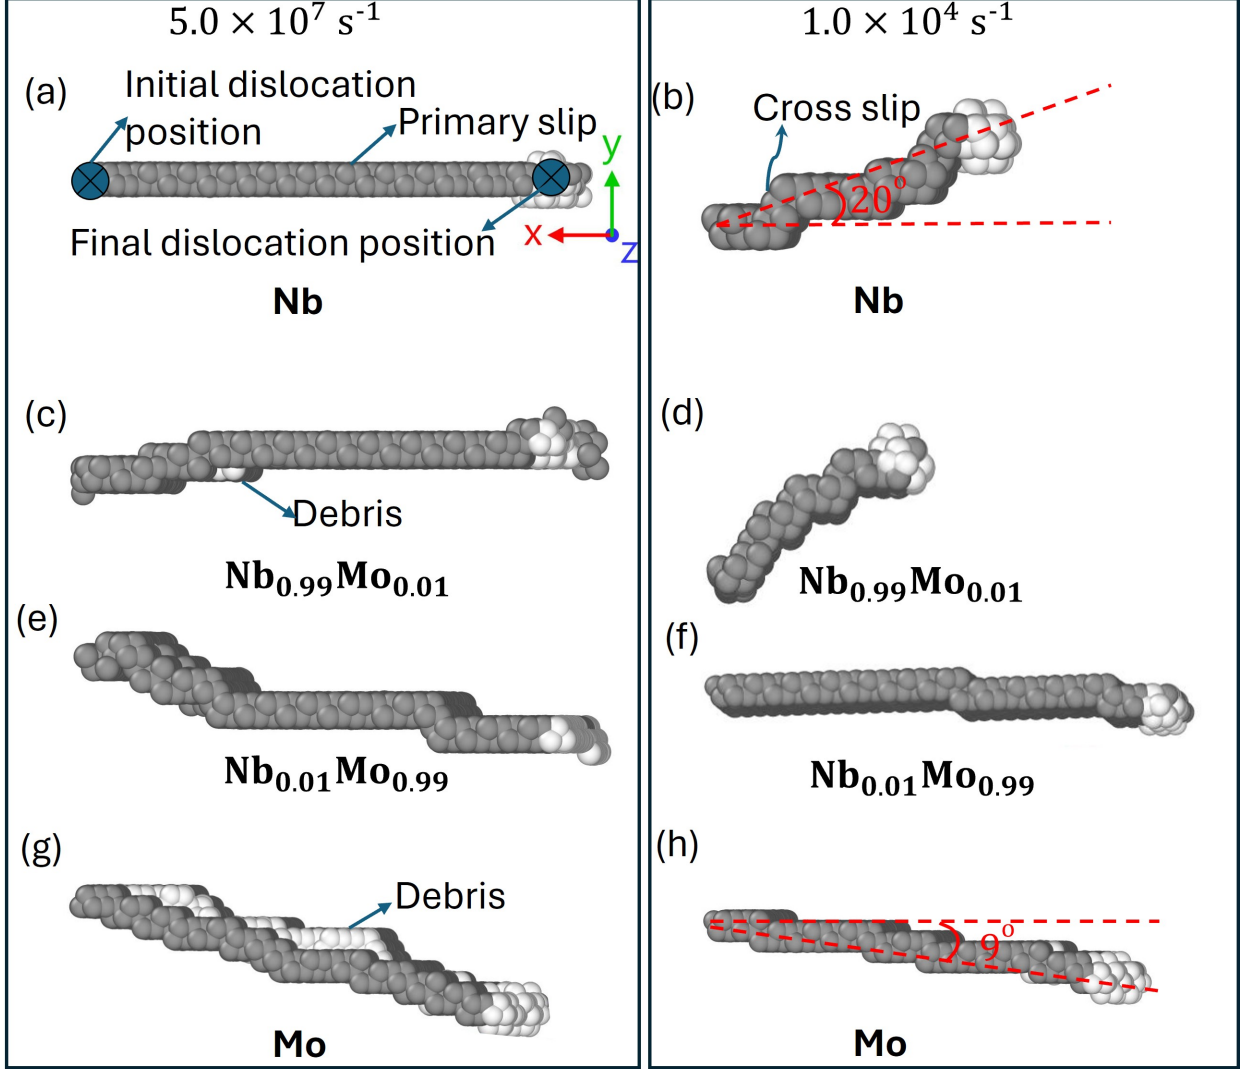 5.0 × 10⁷ s⁻¹
1.0 × 10⁴ s⁻¹
(a)
Initial dislocation
position
Primary slip
y
x
z
Final dislocation position
Nb
(b)
Cross slip
20°
Nb
(c)
Debris
Nb₀.₉₉Mo₀.₀₁
(d)
Nb₀.₉₉Mo₀.₀₁
(e)
Nb₀.₀₁Mo₀.₉₉
(f)
Nb₀.₀₁Mo₀.₉₉
(g)
Debris
Mo
(h)
9°
Mo